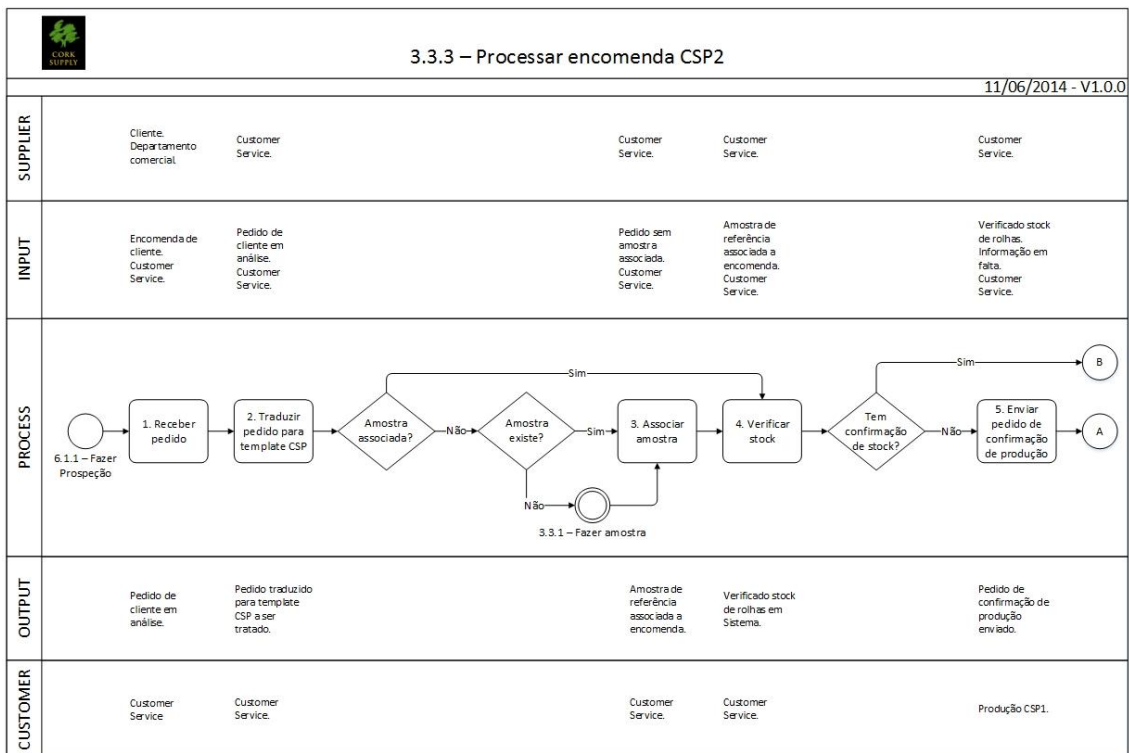 CORK
SUPPLY
3.3.3 – Processar encomenda CSP2
11/06/2014 - V1.0.0
SUPPLIER
Cliente.
Departamento
comercial.
Customer
Service.
Customer
Service.
Customer
Service.
Customer
Service.
INPUT
Encomenda de
cliente.
Customer
Service.
Pedido de
cliente em
análise.
Customer
Service.
Pedido sem
amostra
associada.
Customer
Service.
Amostra de
referência
associada a
encomenda.
Customer
Service.
Verificado stock
de rolhas.
Informação em
falta.
Customer
Service.
PROCESS
6.1.1 – Fazer
Prospeção
1. Receber
pedido
2. Traduzir
pedido para
template CSP
Amostra
associada?
Sim
Não
Amostra
existe?
Sim
Não
3.3.1 – Fazer amostra
3. Associar
amostra
4. Verificar
stock
Tem
confirmação
de stock?
Sim
B
Não
5. Enviar
pedido de
confirmação
de produção
A
OUTPUT
Pedido de
cliente em
análise.
Pedido traduzido
para template
CSP a ser
tratado.
Amostra de
referência
associada a
encomenda.
Verificado stock
de rolhas em
Sistema.
Pedido de
confirmação de
produção
enviado.
CUSTOMER
Customer
Service
Customer
Service.
Customer
Service.
Customer
Service.
Produção CSP1.